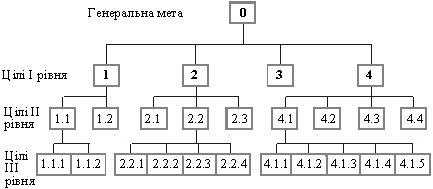 Генеральна мета 0
Цілі I рівня 1 2 3 4
Цілі II
рівня 1.1 1.2 2.1 2.2 2.3 4.1 4.2 4.3 4.4
Цілі
III
рівня 1.1.1 1.1.2 2.2.1 2.2.2 2.2.3 2.2.4 4.1.1 4.1.2 4.1.3 4.1.4 4.1.5